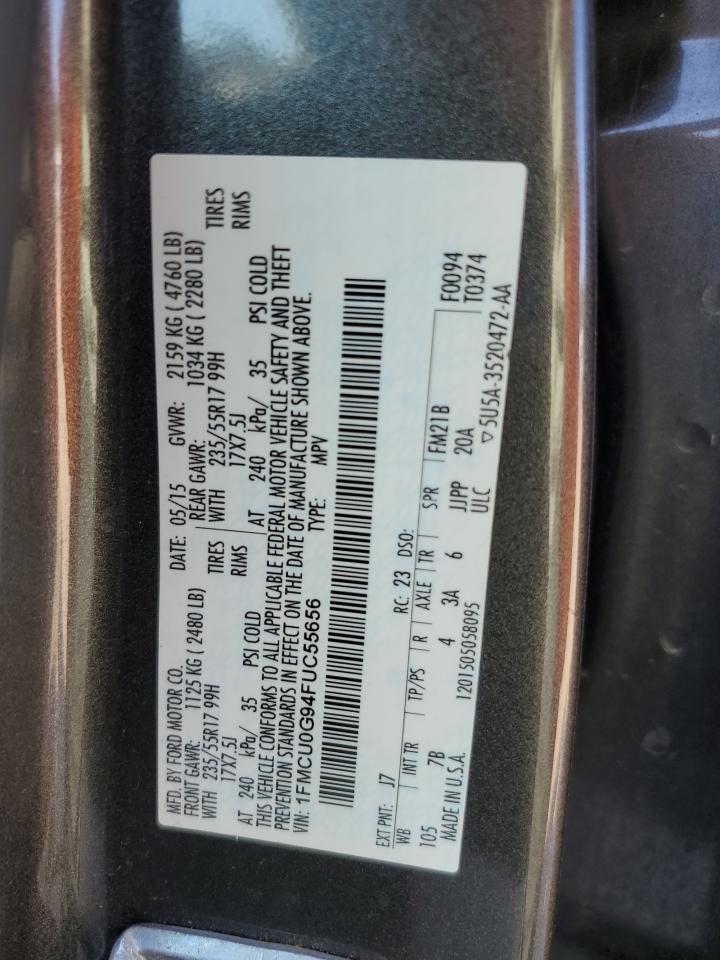 MFD. BY FORD MOTOR CO. DATE: 05/15 GVWR: 2159 KG ( 4760 LB)
FRONT GAWR: 1125 KG ( 2480 LB) REAR GAWR: 1034 KG ( 2280 LB)
WITH 235/55R17 99H TIRES WITH 235/55R17 99H TIRES
17X7.5J RIMS 17X7.5J RIMS
AT 240 kPa/ 35 PSI COLD AT 240 kPa/ 35 PSI COLD
THIS VEHICLE CONFORMS TO ALL APPLICABLE FEDERAL MOTOR VEHICLE SAFETY AND THEFT
PREVENTION STANDARDS IN EFFECT ON THE DATE OF MANUFACTURE SHOWN ABOVE.
VIN: 1FMCU0G94FUC55656 TYPE: MPV
EXT PNT: J7 RC: 23 DSO: F0094
WB INT TR TP/PS R AXLE TR SPR FM21B T0374
105 7B 4 3A 6 JJPP 20A
MADE IN U.S.A. 1201505058095 ULC ▽5U5A-3520472-AA